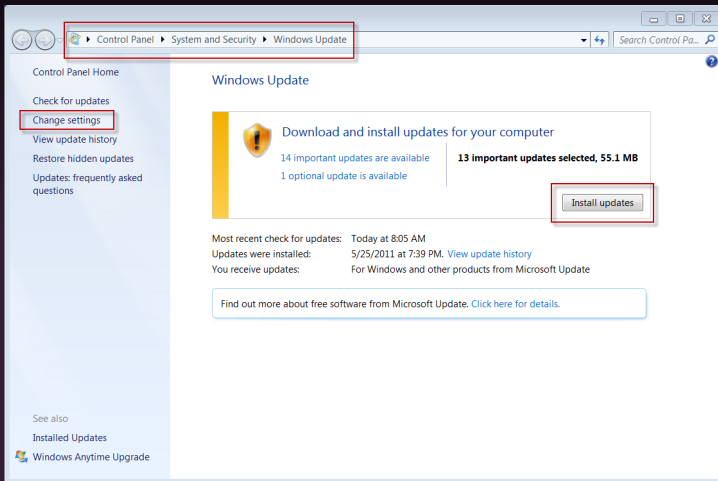 Control Panel ▸ System and Security ▸ Windows Update
Search Control Pa...
Control Panel Home
Check for updates
Change settings
View update history
Restore hidden updates
Updates: frequently asked
questions
See also
Installed Updates
Windows Anytime Upgrade
Windows Update
Download and install updates for your computer
14 important updates are available
1 optional update is available
13 important updates selected, 55.1 MB
Install updates
Most recent check for updates: Today at 8:05 AM
Updates were installed: 5/25/2011 at 7:39 PM. View update history
You receive updates: For Windows and other products from Microsoft Update
Find out more about free software from Microsoft Update. Click here for details.